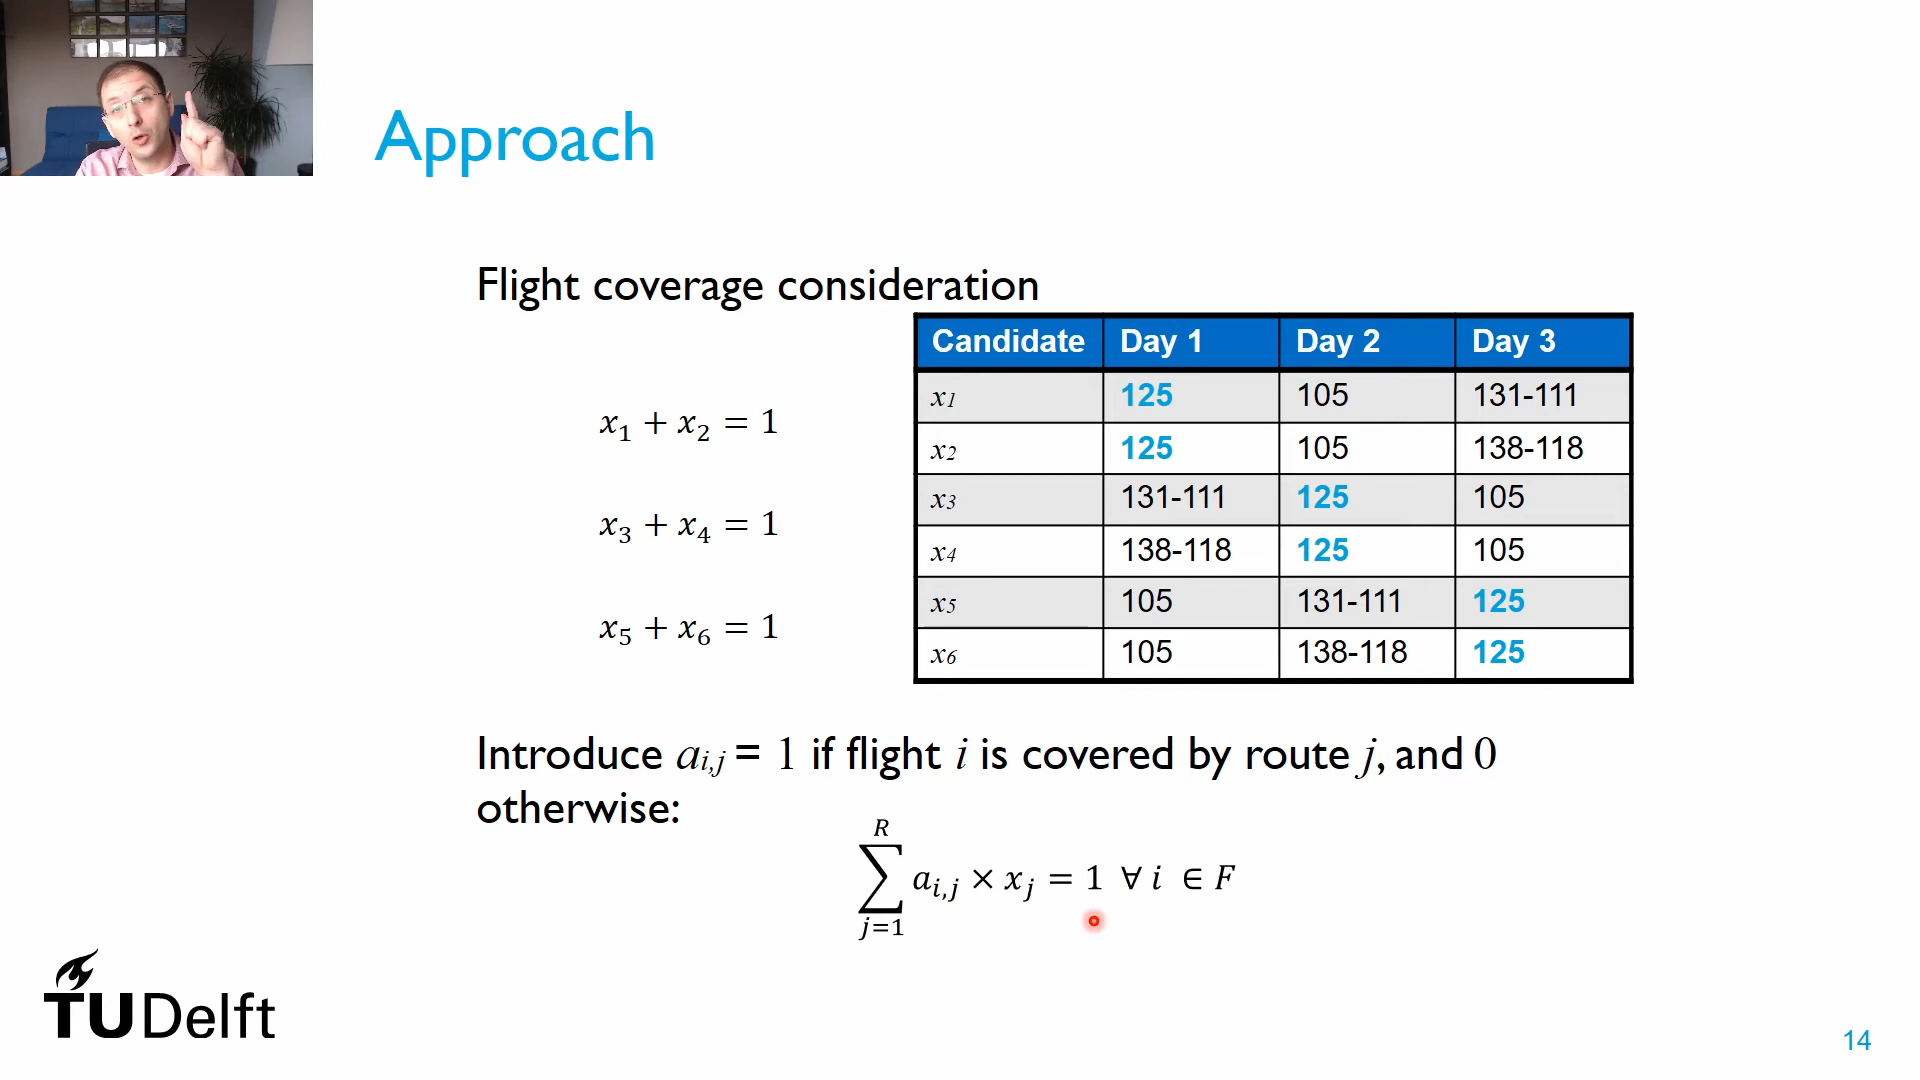 Approach
Flight coverage consideration
x₁ + x₂ = 1
x₃ + x₄ = 1
x₅ + x₆ = 1
Candidate Day 1 Day 2 Day 3
x₁ 125 105 131-111
x₂ 125 105 138-118
x₃ 131-111 125 105
x₄ 138-118 125 105
x₅ 105 131-111 125
x₆ 105 138-118 125
Introduce aᵢ,ⱼ = 1 if flight i is covered by route j, and 0
otherwise:
R
∑ aᵢ,ⱼ × xⱼ = 1 ∀ i ∈ F
j=1
TUDelft
14